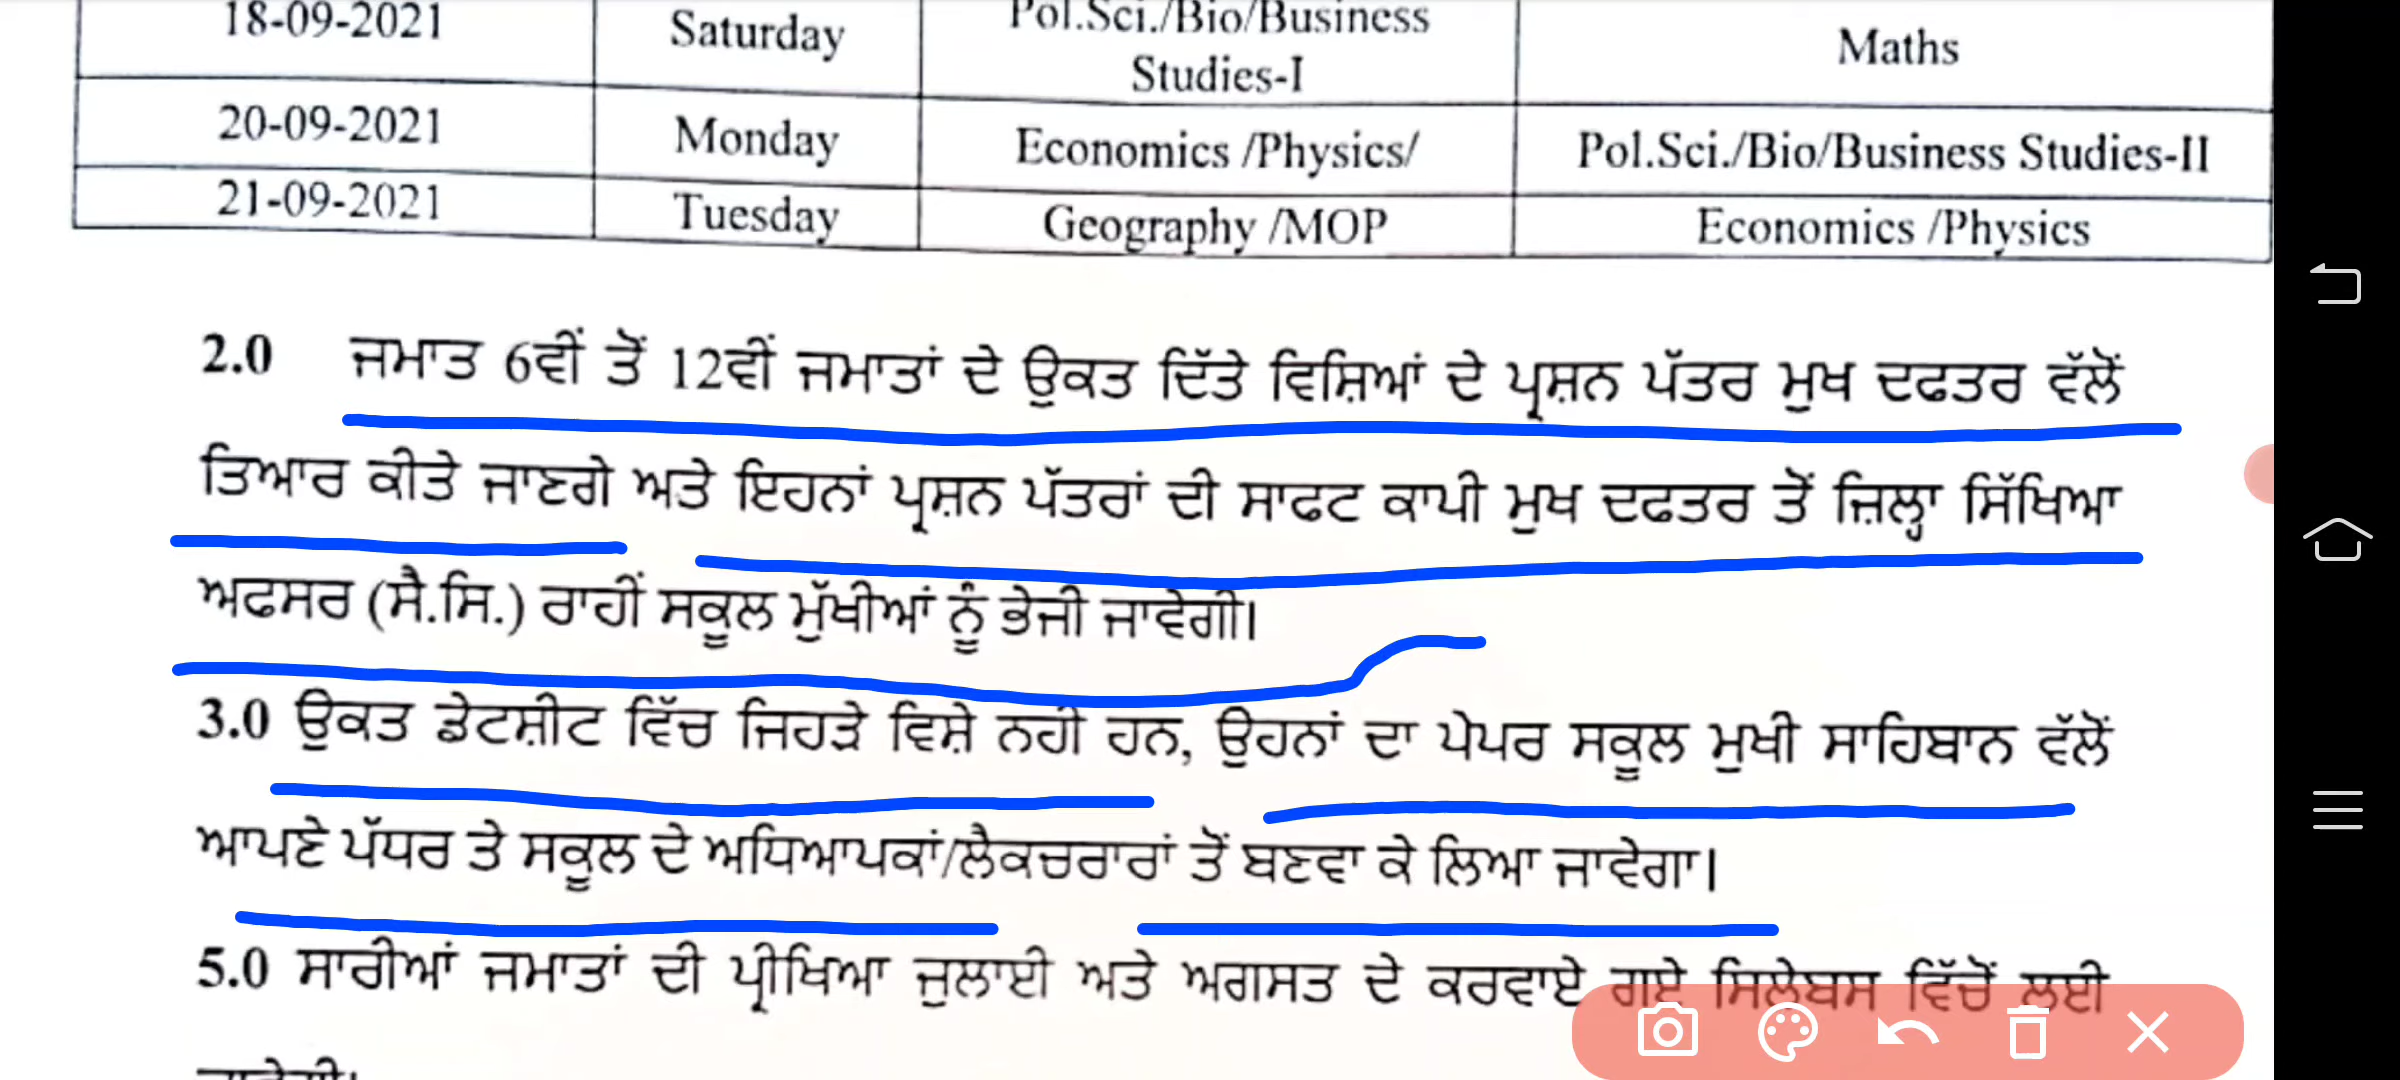 18-09-2021 Saturday Pol.Sci./Bio/Business Studies-I Maths
20-09-2021 Monday Economics /Physics/ Pol.Sci./Bio/Business Studies-II
21-09-2021 Tuesday Geography /MOP Economics /Physics
2.0 ਜਮਾਤ 6ਵੀਂ ਤੋਂ 12ਵੀਂ ਜਮਾਤਾਂ ਦੇ ਉਕਤ ਦਿੱਤੇ ਵਿਸ਼ਿਆਂ ਦੇ ਪ੍ਰਸ਼ਨ ਪੱਤਰ ਮੁਖ ਦਫਤਰ ਵੱਲੋਂ
ਤਿਆਰ ਕੀਤੇ ਜਾਣਗੇ ਅਤੇ ਇਹਨਾਂ ਪ੍ਰਸ਼ਨ ਪੱਤਰਾਂ ਦੀ ਸਾਫਟ ਕਾਪੀ ਮੁਖ ਦਫਤਰ ਤੋਂ ਜ਼ਿਲ੍ਹਾ ਸਿੱਖਿਆ
ਅਫਸਰ (ਸੈ.ਸਿ.) ਰਾਹੀਂ ਸਕੂਲ ਮੁੱਖੀਆਂ ਨੂੰ ਭੇਜੀ ਜਾਵੇਗੀ।
3.0 ਉਕਤ ਡੇਟਸ਼ੀਟ ਵਿੱਚ ਜਿਹੜੇ ਵਿਸ਼ੇ ਨਹੀ ਹਨ, ਉਹਨਾਂ ਦਾ ਪੇਪਰ ਸਕੂਲ ਮੁਖੀ ਸਾਹਿਬਾਨ ਵੱਲੋਂ
ਆਪਣੇ ਪੱਧਰ ਤੇ ਸਕੂਲ ਦੇ ਅਧਿਆਪਕਾਂ/ਲੈਕਚਰਾਰਾਂ ਤੋਂ ਬਣਵਾ ਕੇ ਲਿਆ ਜਾਵੇਗਾ।
5.0 ਸਾਰੀਆਂ ਜਮਾਤਾਂ ਦੀ ਪ੍ਰੀਖਿਆ ਜੁਲਾਈ ਅਤੇ ਅਗਸਤ ਦੇ ਕਰਵਾਏ ਗਏ ਸਿਲੇਬਸ ਵਿੱਚੋਂ ਲਈ